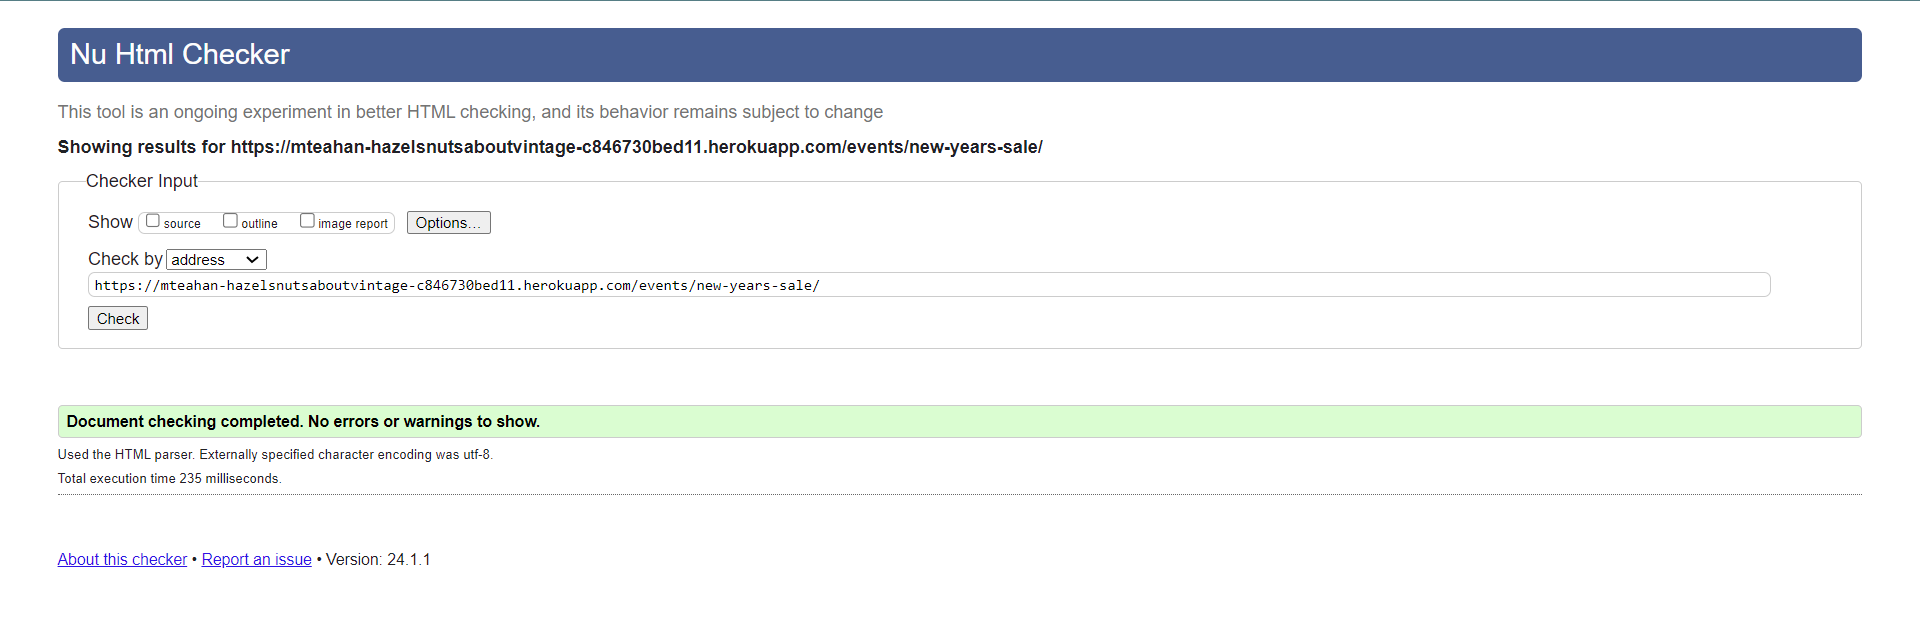 Nu Html Checker
This tool is an ongoing experiment in better HTML checking, and its behavior remains subject to change
Showing results for https://mteahan-hazelsnutsaboutvintage-c846730bed11.herokuapp.com/events/new-years-sale/
Checker Input
Show source outline image report Options...
Check by address
https://mteahan-hazelsnutsaboutvintage-c846730bed11.herokuapp.com/events/new-years-sale/
Check
Document checking completed. No errors or warnings to show.
Used the HTML parser. Externally specified character encoding was utf-8.
Total execution time 235 milliseconds.
About this checker • Report an issue • Version: 24.1.1